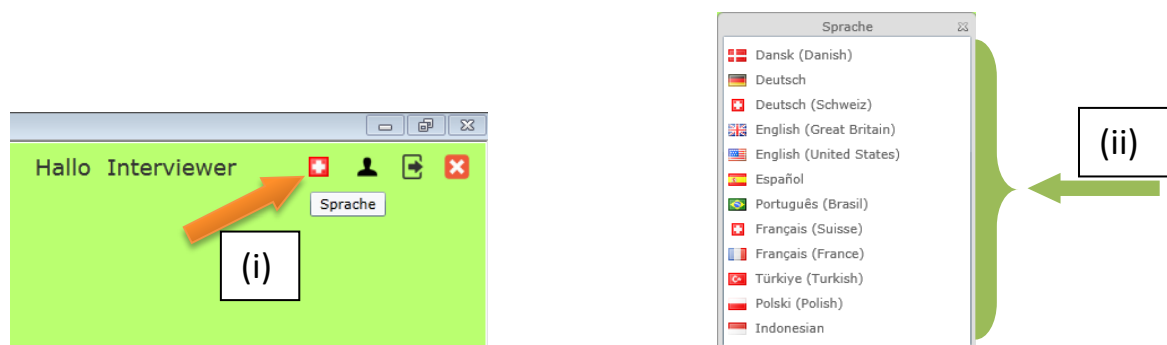 Hallo Interviewer
Sprache
(i)
Sprache
Dansk (Danish)
Deutsch
Deutsch (Schweiz)
English (Great Britain)
English (United States)
Español
Português (Brasil)
Français (Suisse)
Français (France)
Türkiye (Turkish)
Polski (Polish)
Indonesian
(ii)